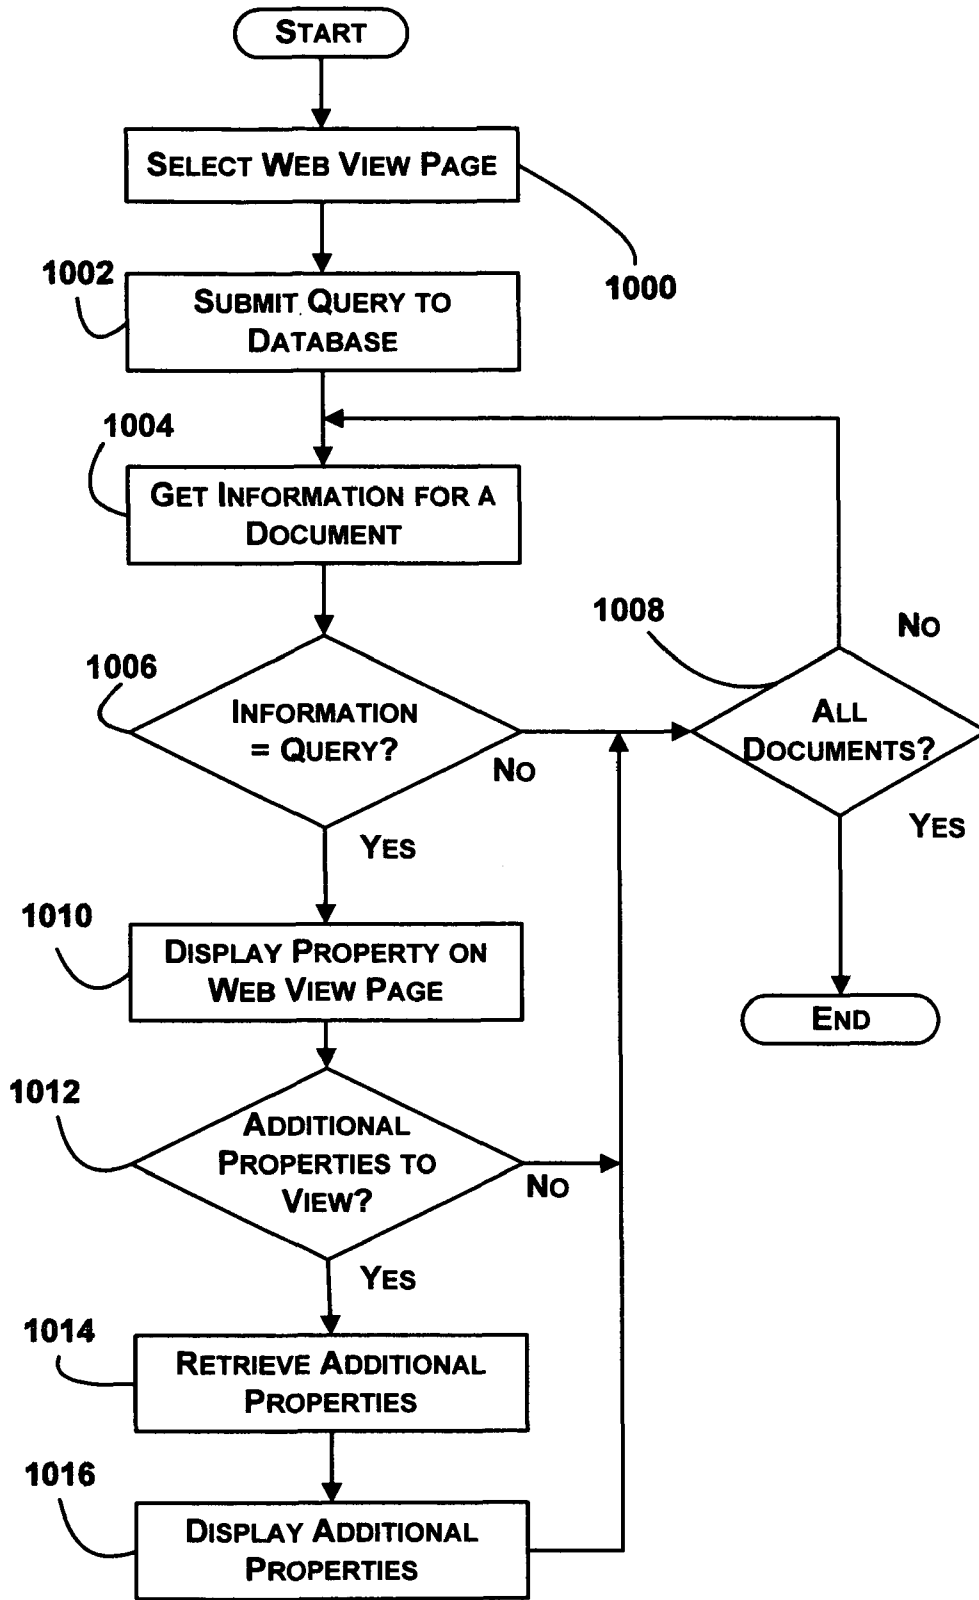 START
SELECT WEB VIEW PAGE
1000
1002
SUBMIT QUERY TO
DATABASE
1004
GET INFORMATION FOR A
DOCUMENT
1006
INFORMATION
= QUERY?
NO
YES
1008
ALL
DOCUMENTS?
NO
YES
END
1010
DISPLAY PROPERTY ON
WEB VIEW PAGE
1012
ADDITIONAL
PROPERTIES TO
VIEW?
NO
YES
1014
RETRIEVE ADDITIONAL
PROPERTIES
1016
DISPLAY ADDITIONAL
PROPERTIES